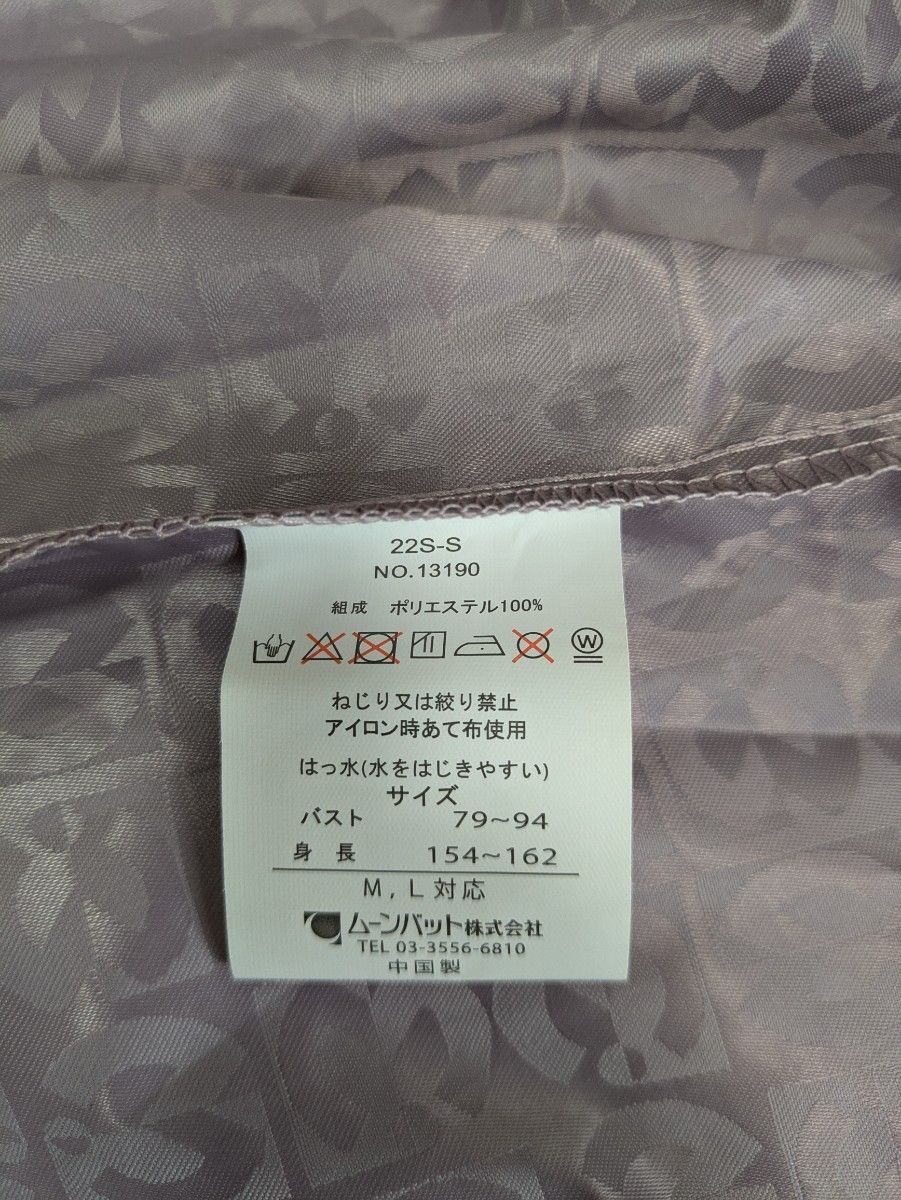 22S-S
NO.13190
組成 ポリエステル100%
W
ねじり又は絞り禁止
アイロン時あて布使用
はっ水(水をはじきやすい)
サイズ
バスト 79~94
身 長 154~162
M, L 対応
ムーンバット株式会社
TEL 03-3556-6810
中国製